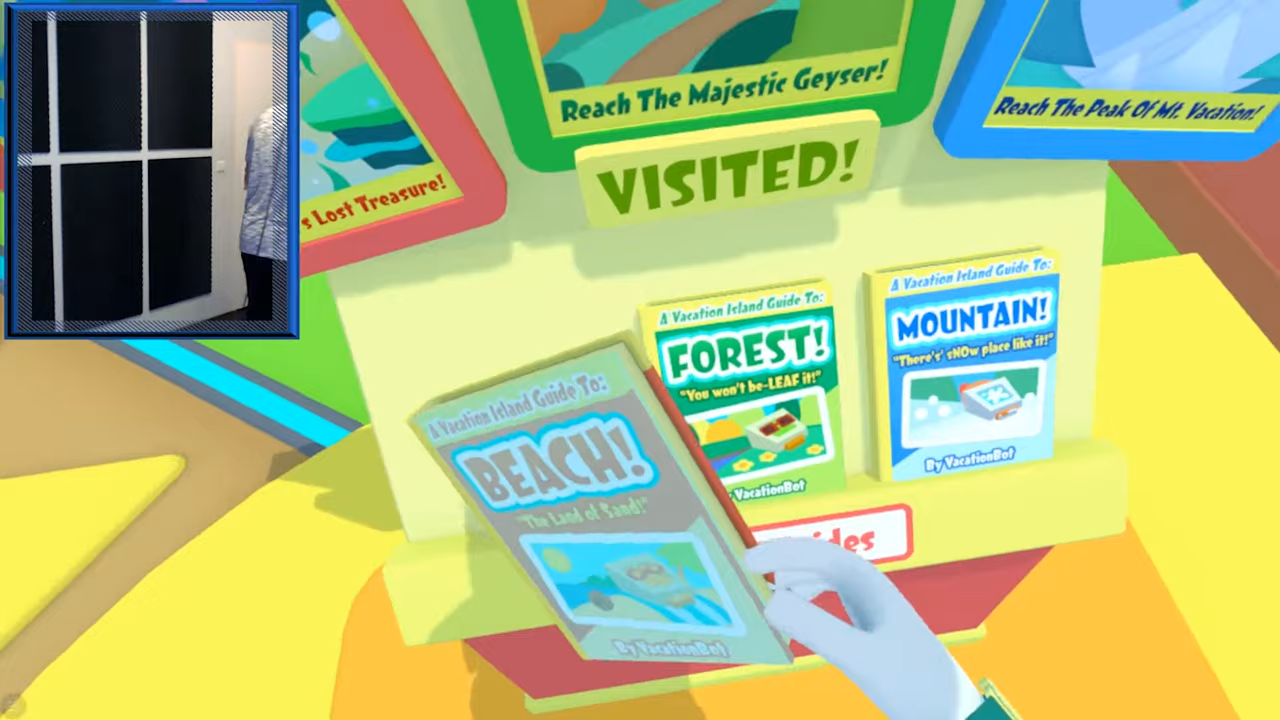 s Lost Treasure!
Reach The Majestic Geyser!
Reach The Peak Of Mt. Vacation!
VISITED!
A Vacation Island Guide To:
BEACH!
"The Land of Sand!"
By VacationBot
A Vacation Island Guide To:
FOREST!
"You won't be-LEAF it!"
VacationBot
A Vacation Island Guide To:
MOUNTAIN!
"There's' sNOw place like it!"
By VacationBot
ides